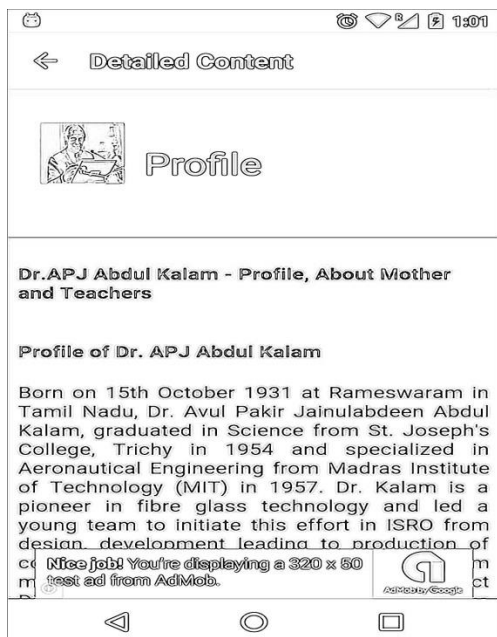 R
1:01
Detailed Content
Profile
Dr.APJ Abdul Kalam - Profile, About Mother
and Teachers
Profile of Dr. APJ Abdul Kalam
Born on 15th October 1931 at Rameswaram in
Tamil Nadu, Dr. Avul Pakir Jainulabdeen Abdul
Kalam, graduated in Science from St. Joseph's
College, Trichy in 1954 and specialized in
Aeronautical Engineering from Madras Institute
of Technology (MIT) in 1957. Dr. Kalam is a
pioneer in fibre glass technology and led a
young team to initiate this effort in ISRO from
design, development leading to production of
Nice job! You're displaying a 320 x 50
test ad from AdMob.
AdMob by Google